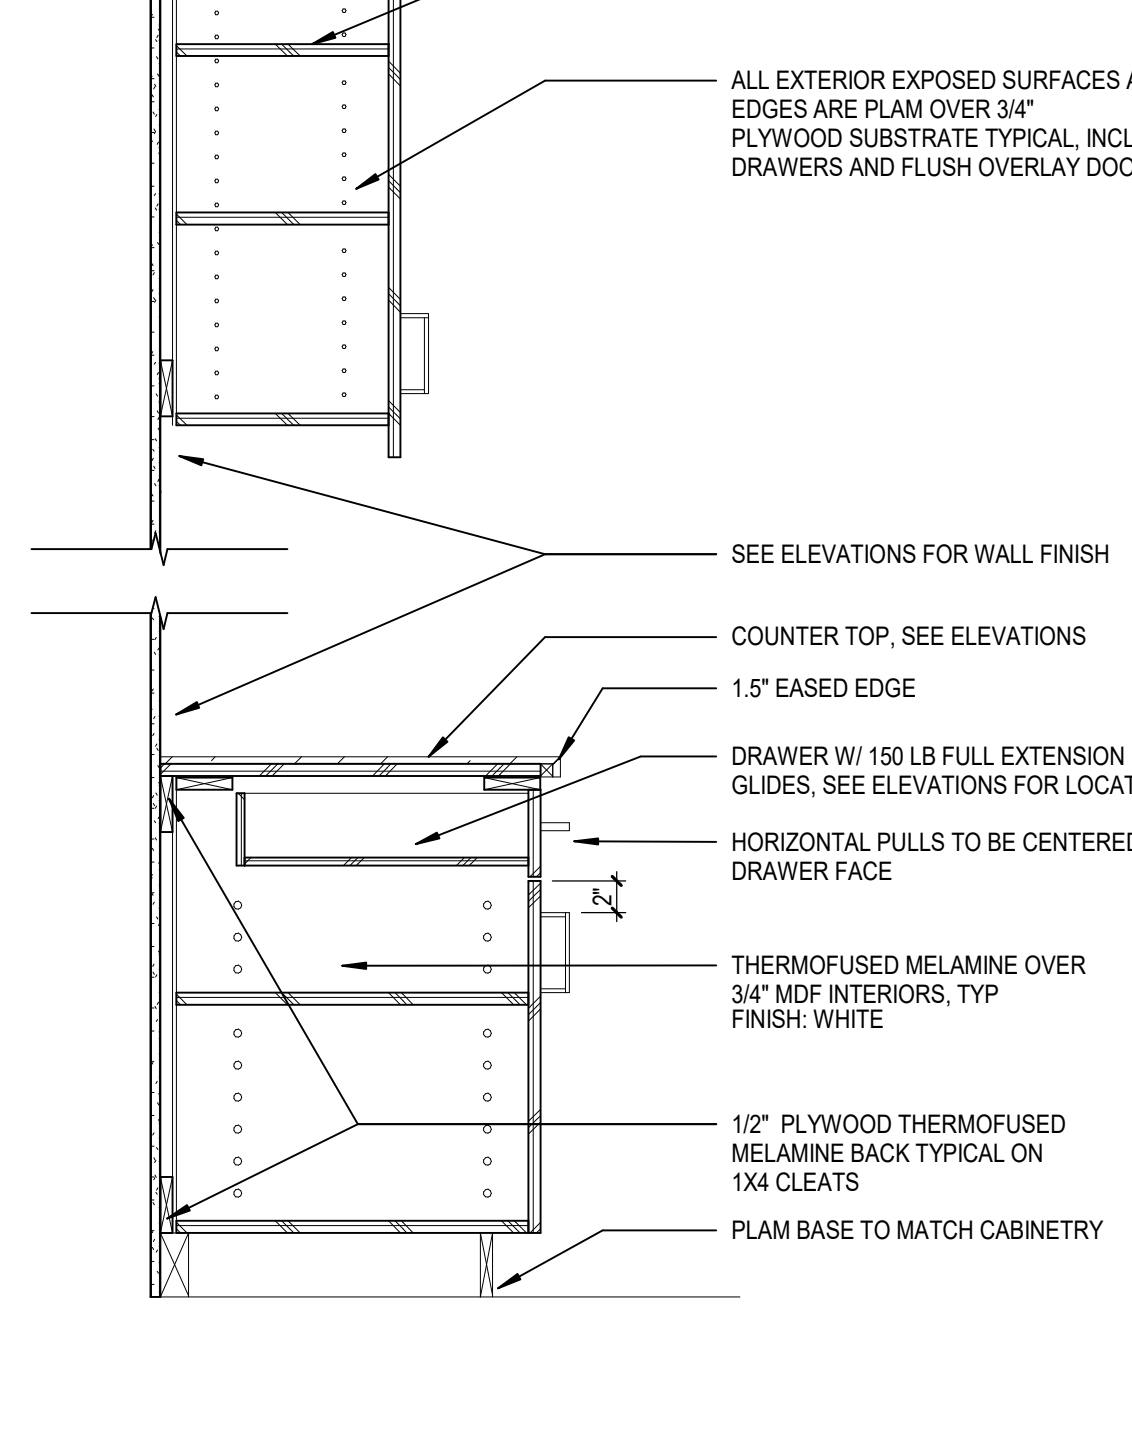 ALL EXTERIOR EXPOSED SURFACES
EDGES ARE PLAM OVER 3/4"
PLYWOOD SUBSTRATE TYPICAL, INCL
DRAWERS AND FLUSH OVERLAY DOO
SEE ELEVATIONS FOR WALL FINISH
COUNTER TOP, SEE ELEVATIONS
1.5" EASED EDGE
DRAWER W/ 150 LB FULL EXTENSION
GLIDES, SEE ELEVATIONS FOR LOCAT
HORIZONTAL PULLS TO BE CENTERED
DRAWER FACE
2"
THERMOFUSED MELAMINE OVER
3/4" MDF INTERIORS, TYP
FINISH: WHITE
1/2" PLYWOOD THERMOFUSED
MELAMINE BACK TYPICAL ON
1X4 CLEATS
PLAM BASE TO MATCH CABINETRY